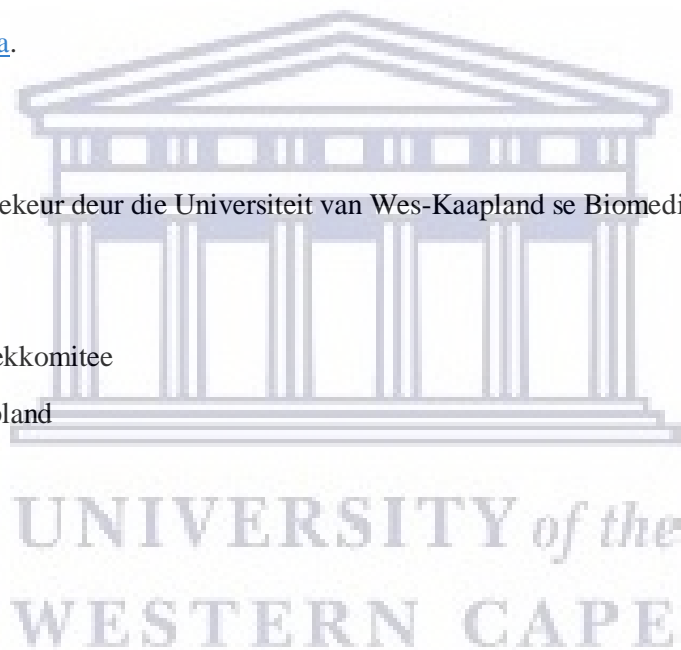 a.
ekeur deur die Universiteit van Wes-Kaapland se Biomedi
ekkomitee
land
UNIVERSITY of the
WESTERN CAPE